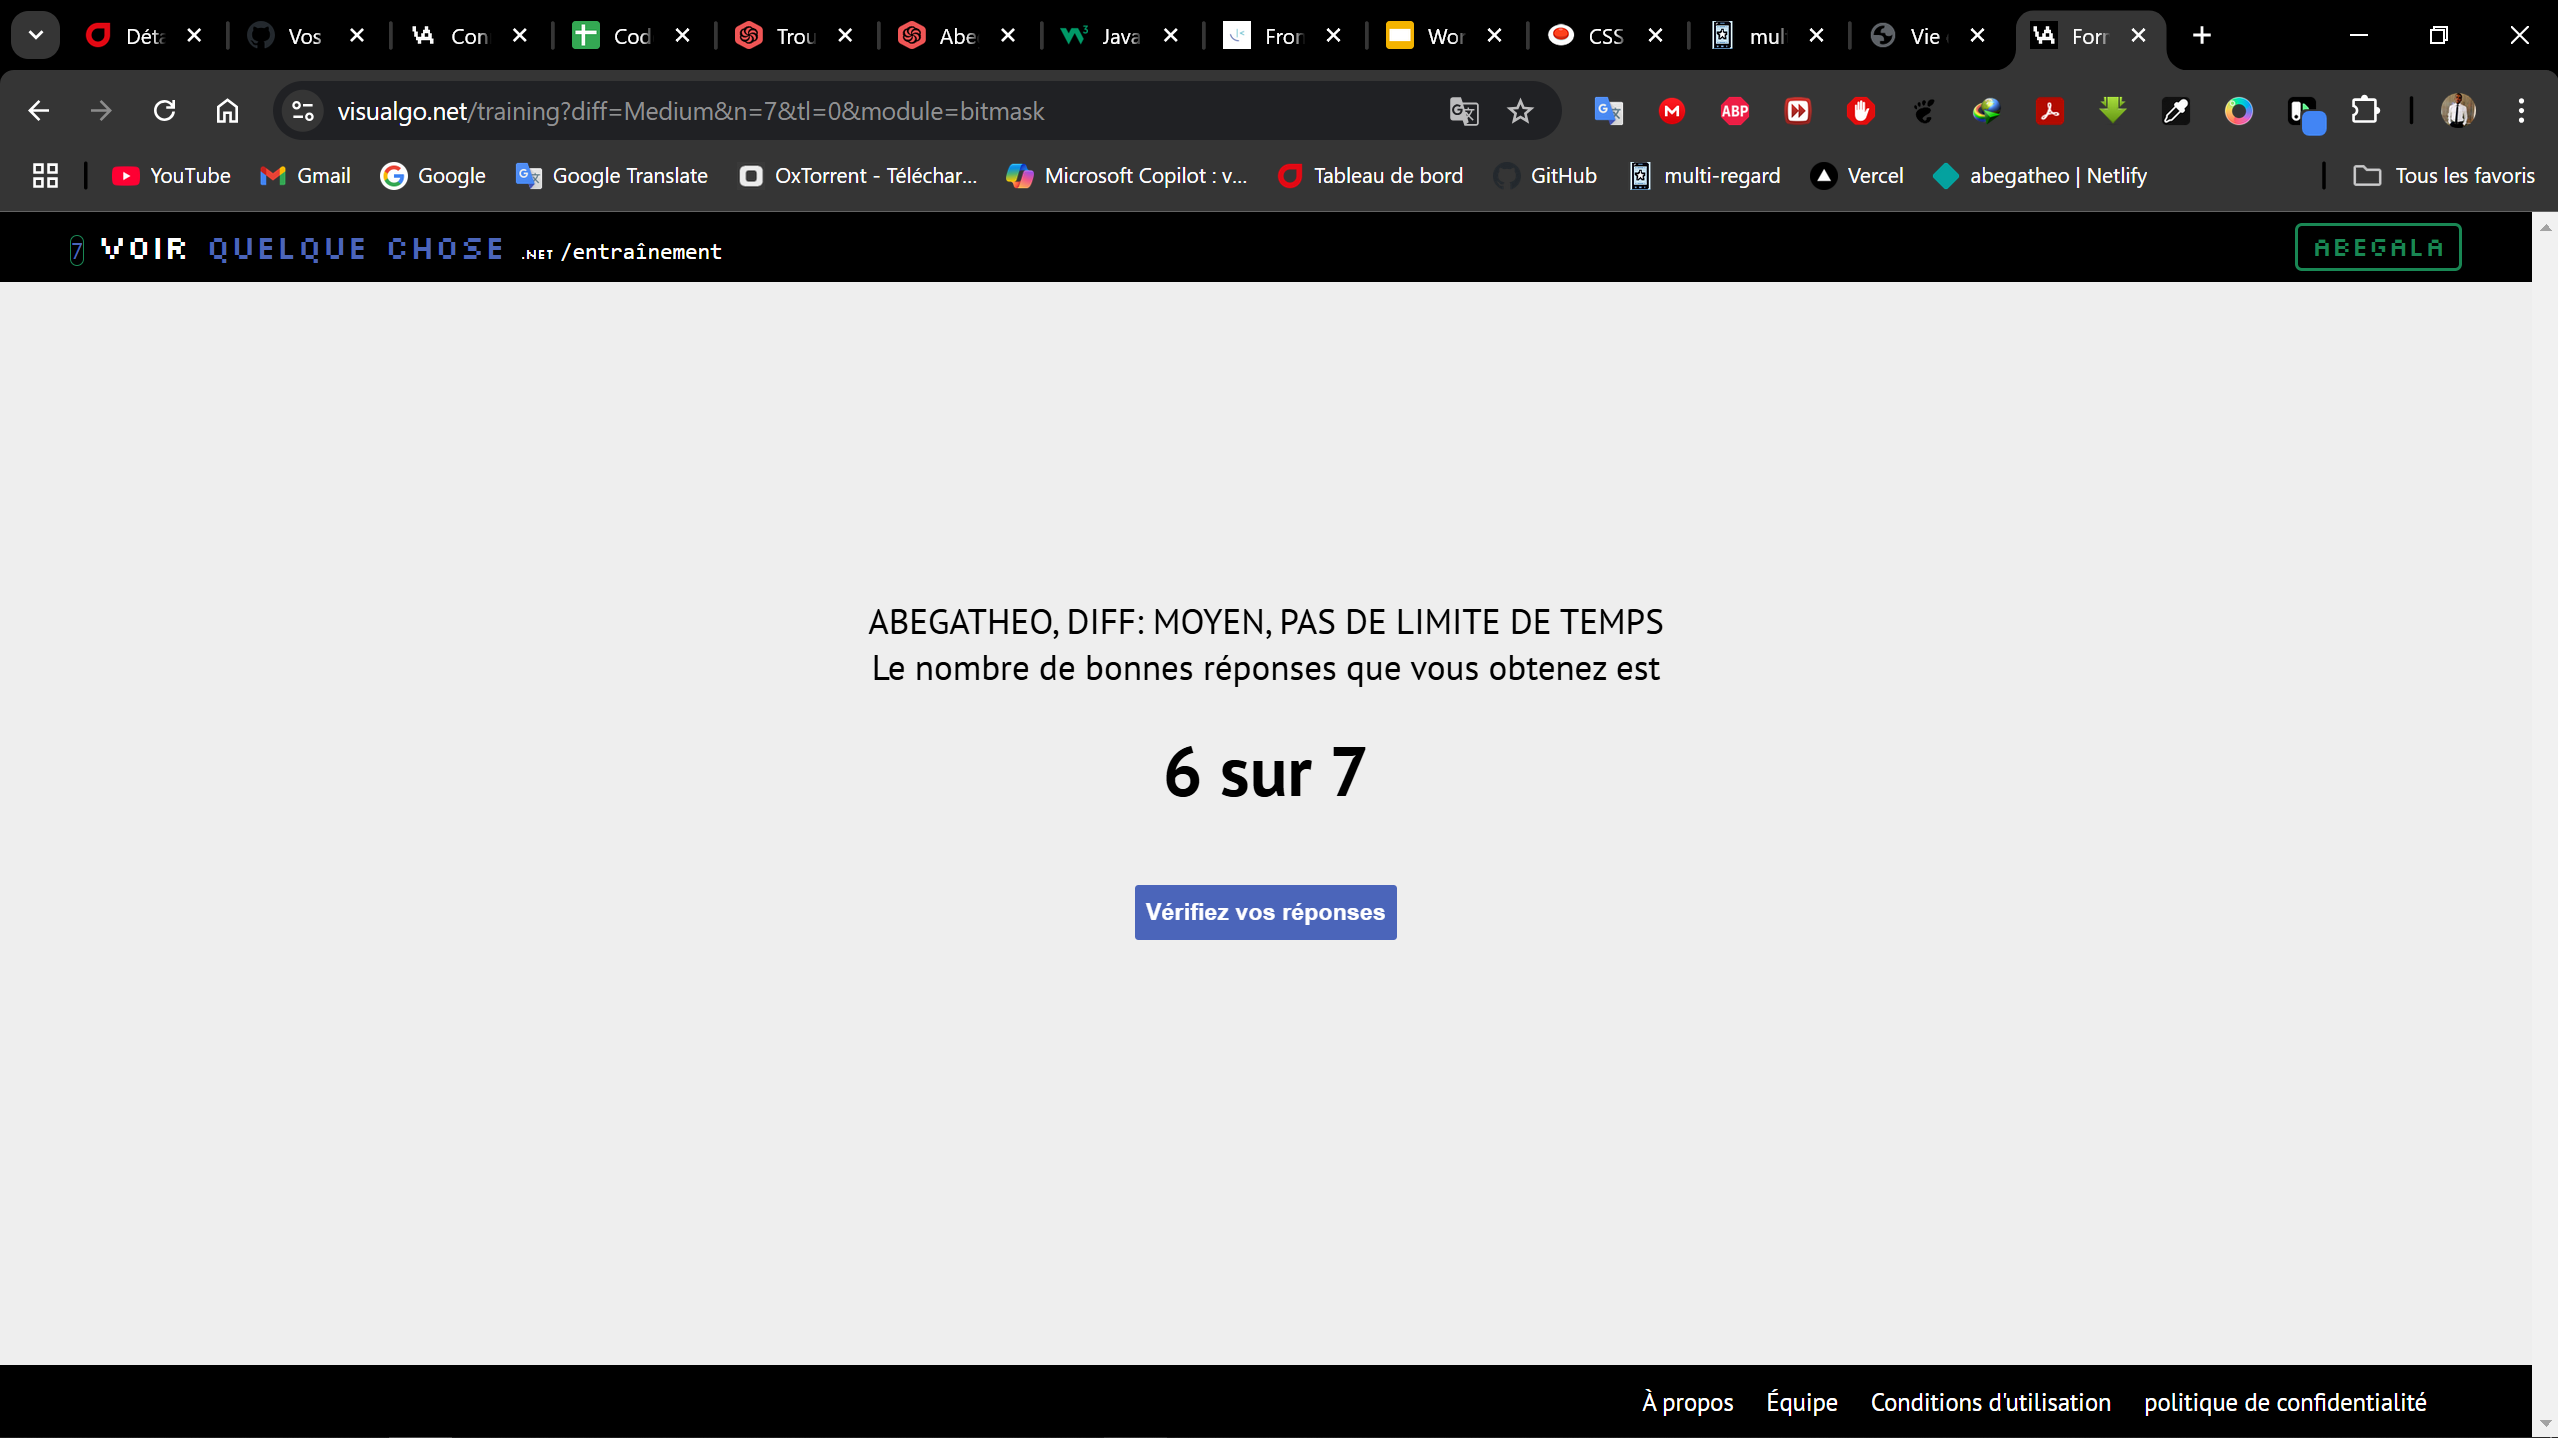 Déta
Vos
Con
Cod
Trou
Abe
Java
Fron
Wor
CSS
mul
Vie
Forr
visualgo.net/training?diff=Medium&n=7&tl=0&module=bitmask
YouTube
Gmail
Google
Google Translate
OxTorrent - Téléchar...
Microsoft Copilot : v...
Tableau de bord
GitHub
multi-regard
Vercel
abegatheo | Netlify
Tous les favoris
7 VOIR QUELQUE CHOSE .NET /entraînement
ABEGALA
ABEGATHEO, DIFF: MOYEN, PAS DE LIMITE DE TEMPS
Le nombre de bonnes réponses que vous obtenez est
6 sur 7
Vérifiez vos réponses
À propos
Équipe
Conditions d'utilisation
politique de confidentialité